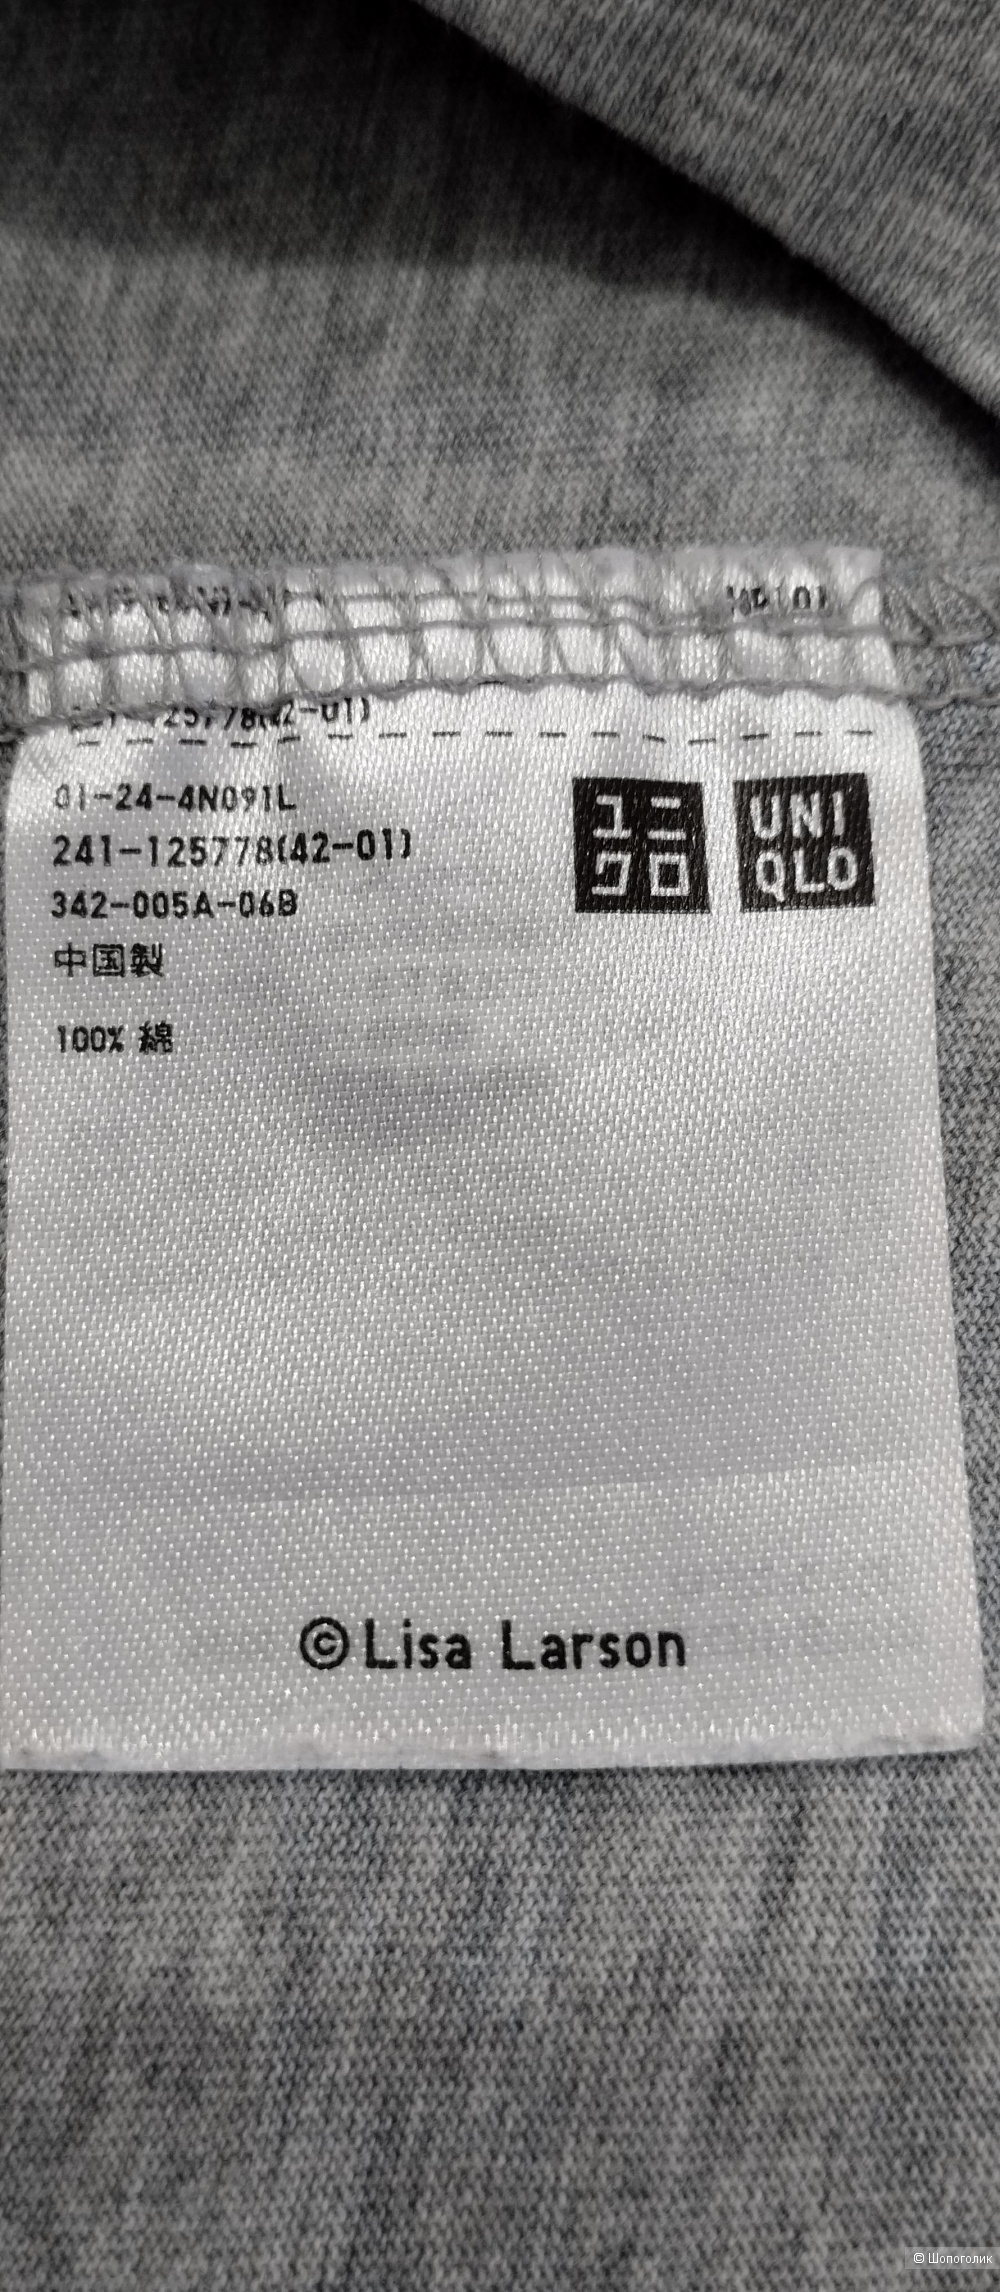 01-24-4N091L
241-125778(42-01)
342-005A-06B
中国製
100% 綿
ユニ
クロ
UNI
QLO
©Lisa Larson
© Шопоголик